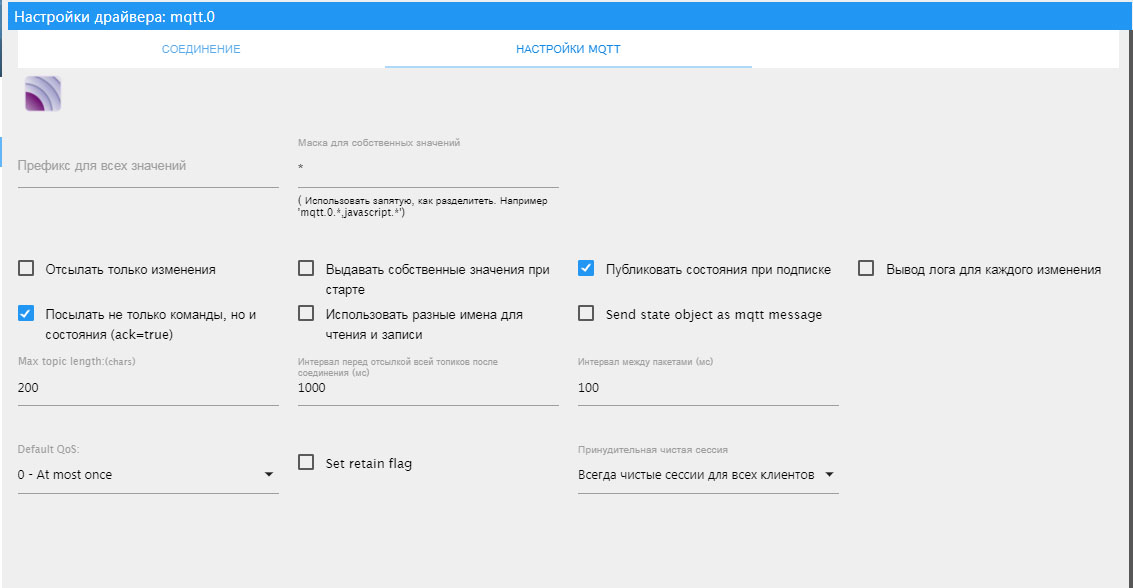 Настройки драйвера: mqtt.0
СОЕДИНЕНИЕ
НАСТРОЙКИ MQTT
Маска для собственных значений
Префикс для всех значений
*
( Использовать запятую, как разделитеть. Например
'mqtt.0.*,javascript.*')
Отсылать только изменения
Выдавать собственные значения при
старте
Публиковать состояния при подписке
Вывод лога для каждого изменения
Посылать не только команды, но и
состояния (ack=true)
Использовать разные имена для
чтения и записи
Send state object as mqtt message
Max topic length:(chars)
200
Интервал перед отсылкой всей топиков после
соединения (мс)
1000
Интервал между пакетами (мс)
100
Default QoS:
0 - At most once
Set retain flag
Принудительная чистая сессия
Всегда чистые сессии для всех клиентов